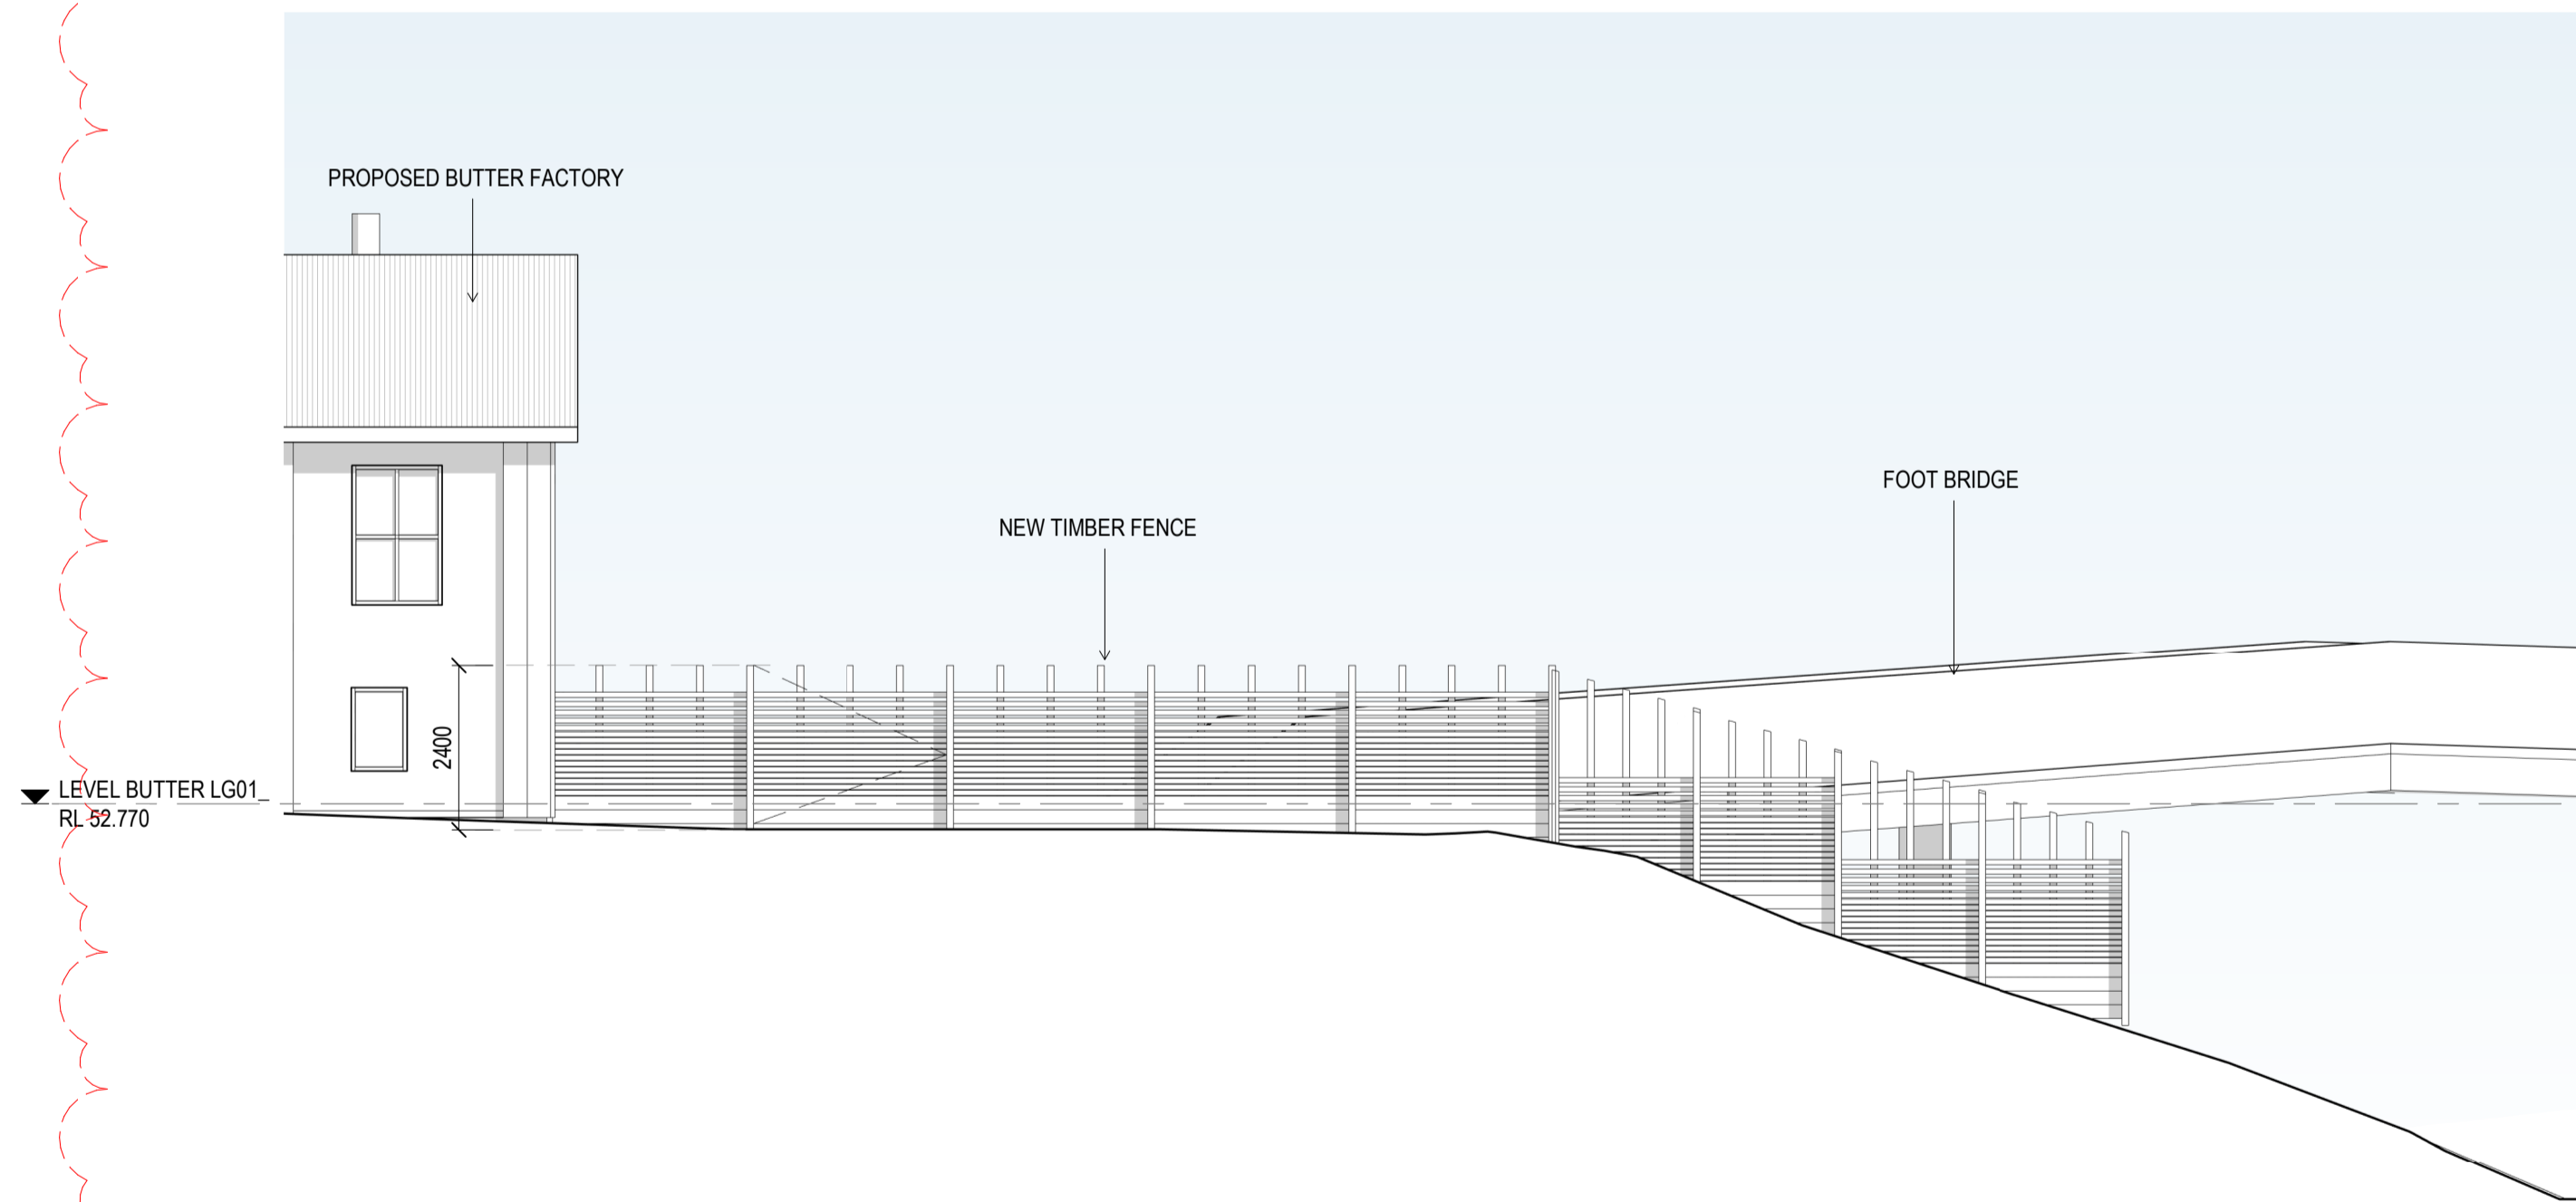 PROPOSED BUTTER FACTORY
FOOT BRIDGE
NEW TIMBER FENCE
2400
LEVEL BUTTER LG01_
RL 52.770